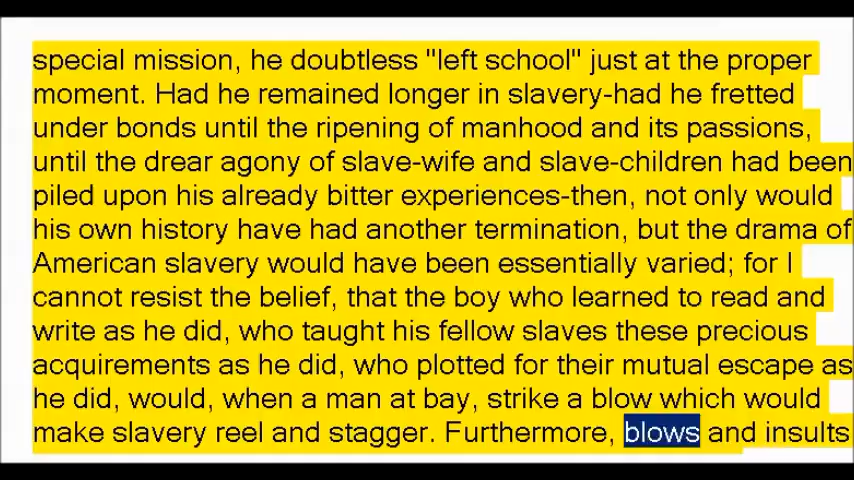 special mission, he doubtless "left school" just at the proper
moment. Had he remained longer in slavery-had he fretted
under bonds until the ripening of manhood and its passions,
until the drear agony of slave-wife and slave-children had been
piled upon his already bitter experiences-then, not only would
his own history have had another termination, but the drama of
American slavery would have been essentially varied; for I
cannot resist the belief, that the boy who learned to read and
write as he did, who taught his fellow slaves these precious
acquirements as he did, who plotted for their mutual escape as
he did, would, when a man at bay, strike a blow which would
make slavery reel and stagger. Furthermore, blows and insults